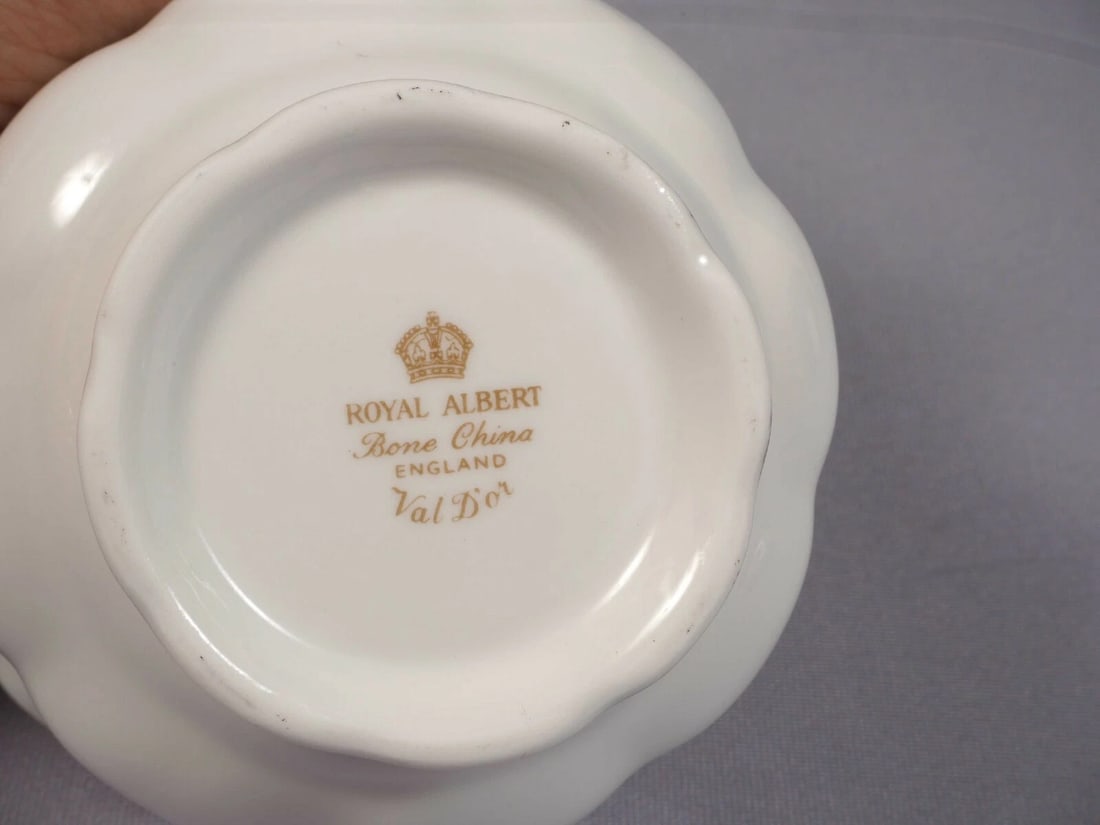 ROYAL ALBERT
Bone China
ENGLAND
Val D'or